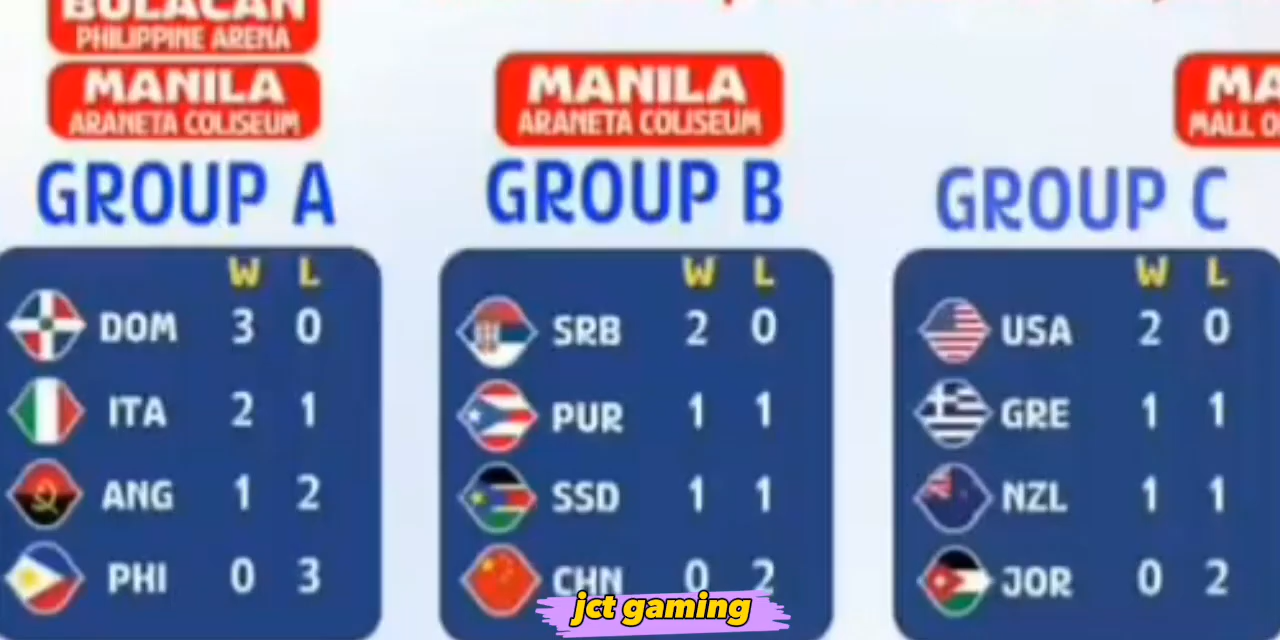 BULACAN
PHILIPPINE ARENA
MANILA
ARANETA COLISEUM
GROUP A
W L
DOM 3 0
ITA 2 1
ANG 1 2
PHI 0 3
MANILA
ARANETA COLISEUM
GROUP B
W L
SRB 2 0
PUR 1 1
SSD 1 1
CHN 0 2
MA
MALL O
GROUP C
W L
USA 2 0
GRE 1 1
NZL 1 1
JOR 0 2
jct gaming